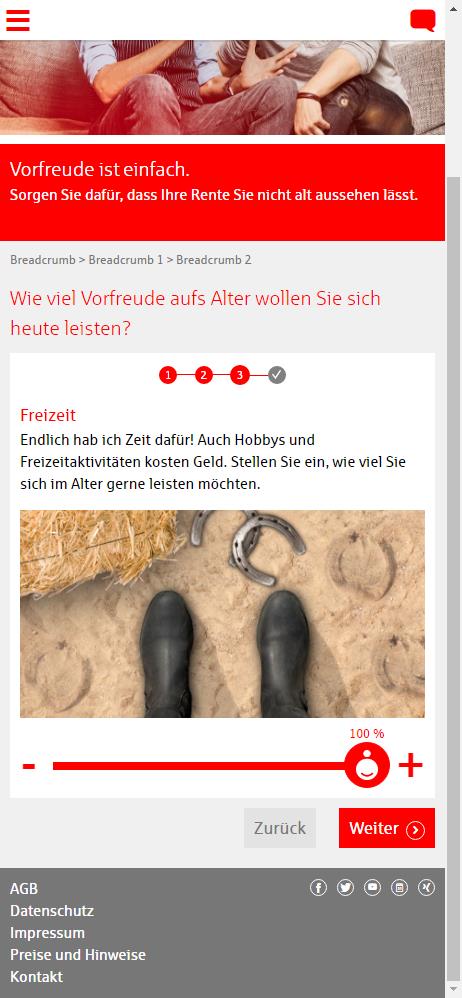 Vorfreude ist einfach.
Sorgen Sie dafür, dass Ihre Rente Sie nicht alt aussehen lässt.
Breadcrumb > Breadcrumb 1 > Breadcrumb 2
Wie viel Vorfreude aufs Alter wollen Sie sich
heute leisten?
1 2 3
Freizeit
Endlich hab ich Zeit dafür! Auch Hobbys und
Freizeitaktivitäten kosten Geld. Stellen Sie ein, wie viel Sie
sich im Alter gerne leisten möchten.
100 %
- +
Zurück Weiter
AGB
Datenschutz
Impressum
Preise und Hinweise
Kontakt